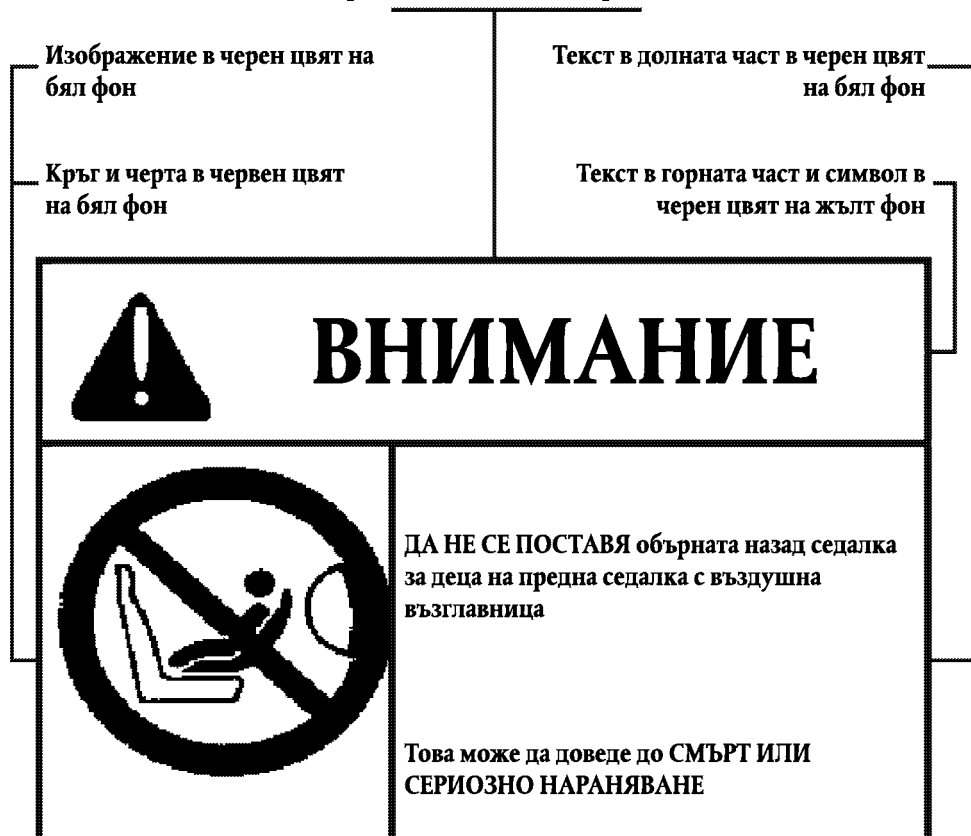 Изображение в черен цвят на
бял фон
Текст в долната част в черен цвят
на бял фон
Кръг и черта в червен цвят
на бял фон
Текст в горната част и символ в
черен цвят на жълт фон
ВНИМАНИЕ
ДА НЕ СЕ ПОСТАВЯ обърната назад седалка
за деца на предна седалка с въздушна
възглавница
Това може да доведе до СМЪРТ ИЛИ
СЕРИОЗНО НАРАНЯВАНЕ